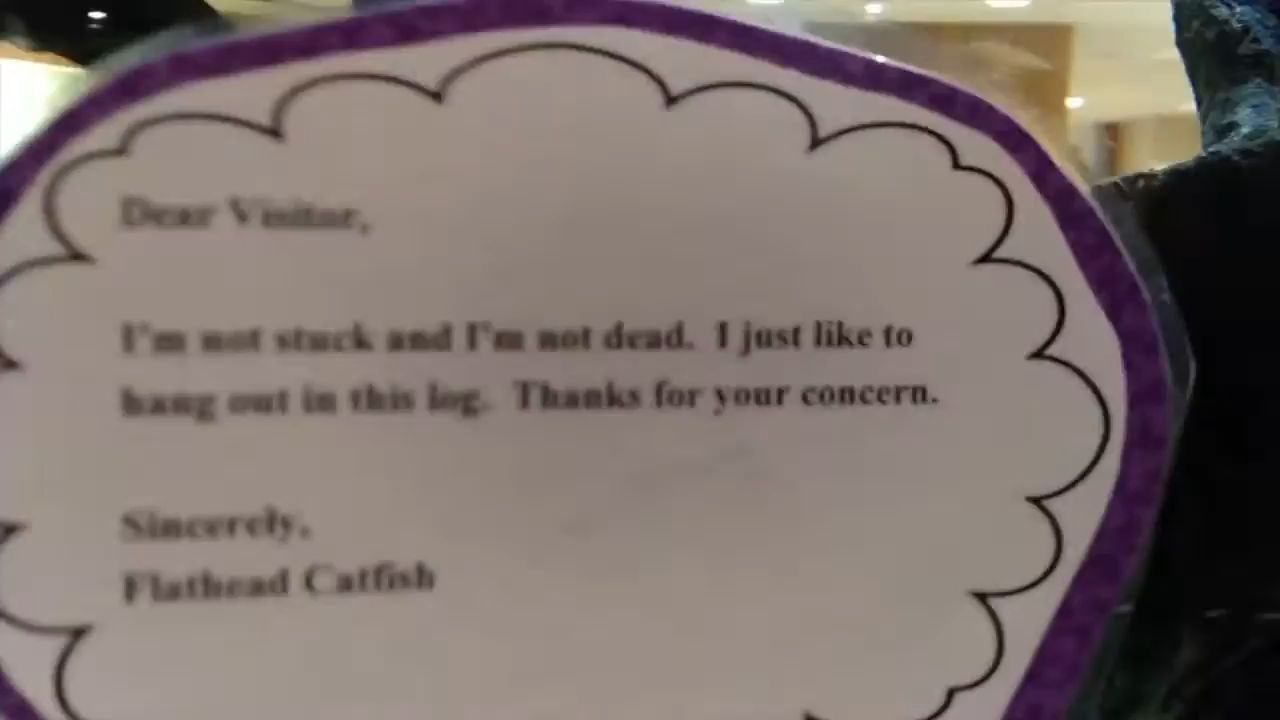 Dear Visitor,
I'm not stuck and I'm not dead. I just like to
hang out in this log. Thanks for your concern.
Sincerely,
Flathead Catfish